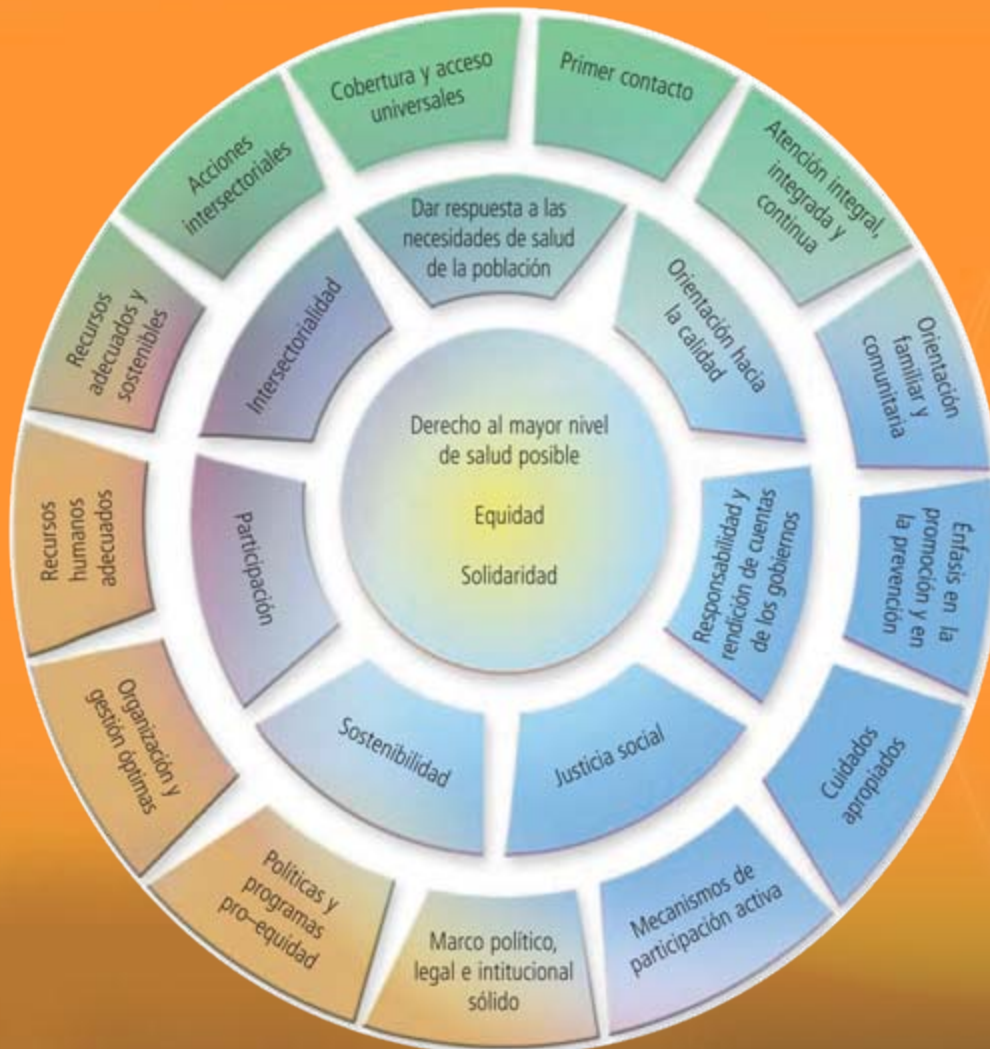 Cobertura y acceso
universales
Primer contacto
Atención integral,
integrada y
continua
Orientación
familiar y
comunitaria
Énfasis en la
promoción y en
la prevención
Cuidados
apropiados
Mecanismos de
participación activa
Marco político,
legal e intitucional
sólido
Políticas y
programas
pro–equidad
Organización y
gestión óptimas
Recursos
humanos
adecuados
Recursos
adecuados y
sostenibles
Acciones
intersectoriales
Dar respuesta a las
necesidades de salud
de la población
Orientación hacia
la calidad
Responsabilidad y
rendición de cuentas
de los gobiernos
Justicia social
Sostenibilidad
Participación
Intersectorialidad
Derecho al mayor nivel
de salud posible
Equidad
Solidaridad